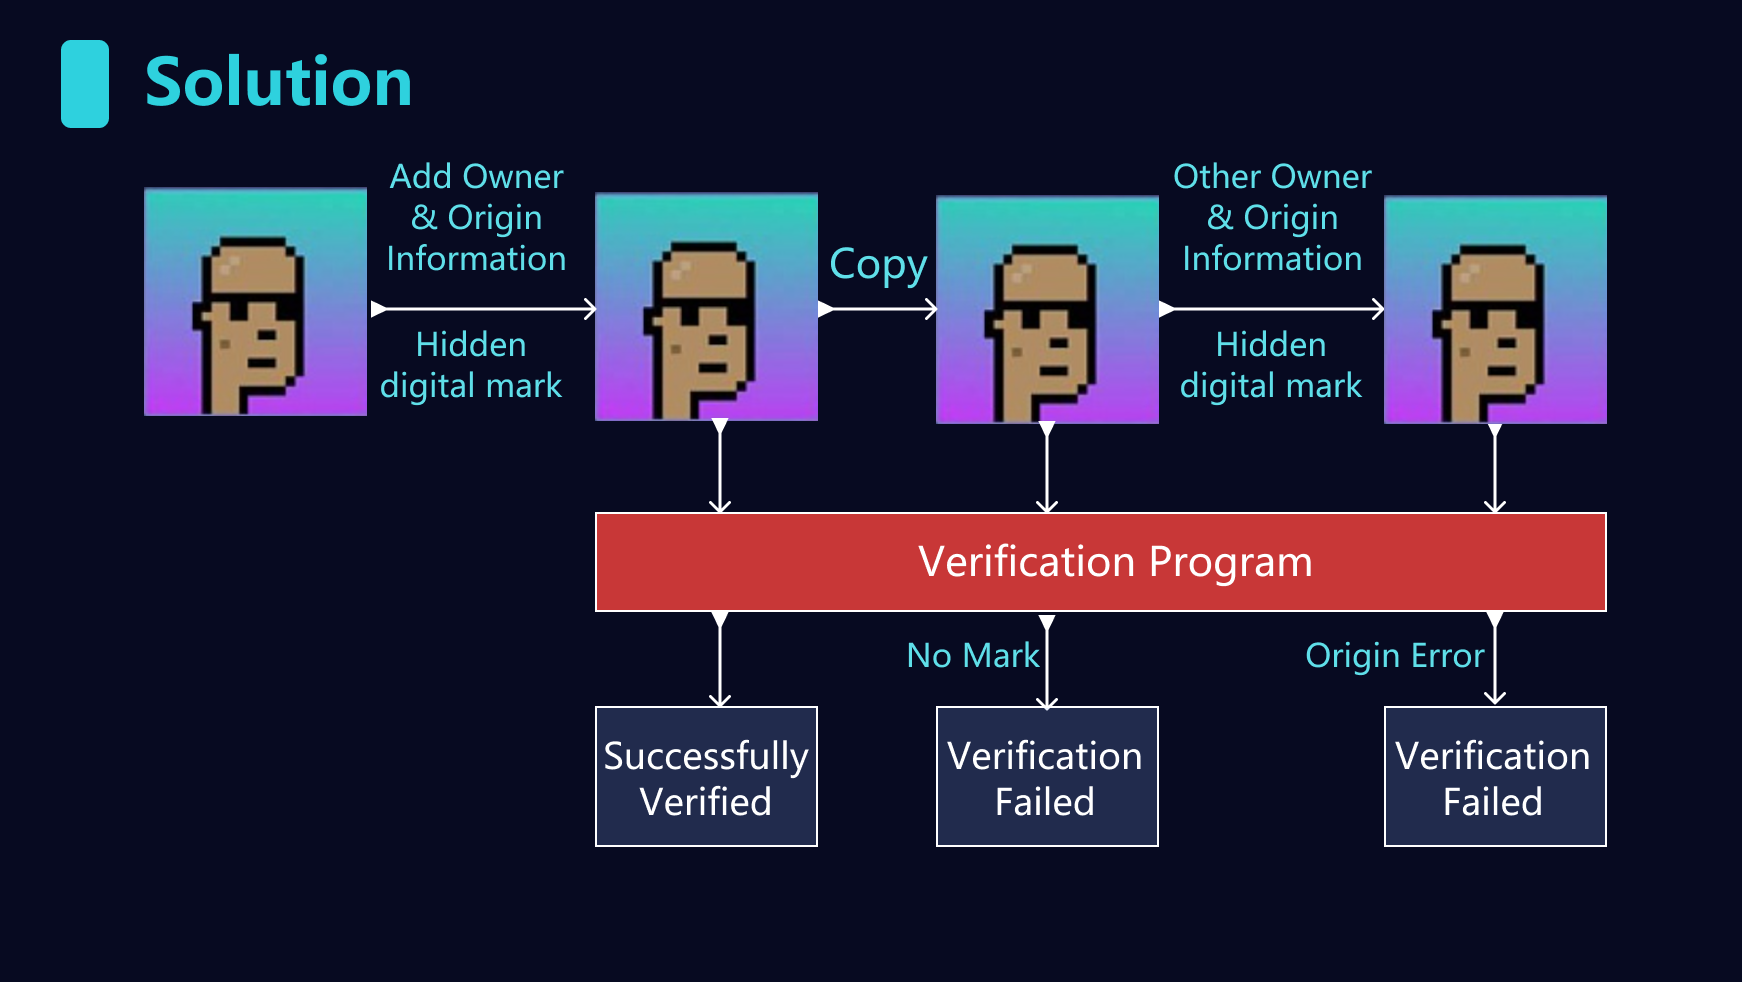 Solution
Add Owner
& Origin
Information
Hidden
digital mark
Copy
Other Owner
& Origin
Information
Hidden
digital mark
Verification Program
No Mark
Origin Error
Successfully
Verified
Verification
Failed
Verification
Failed